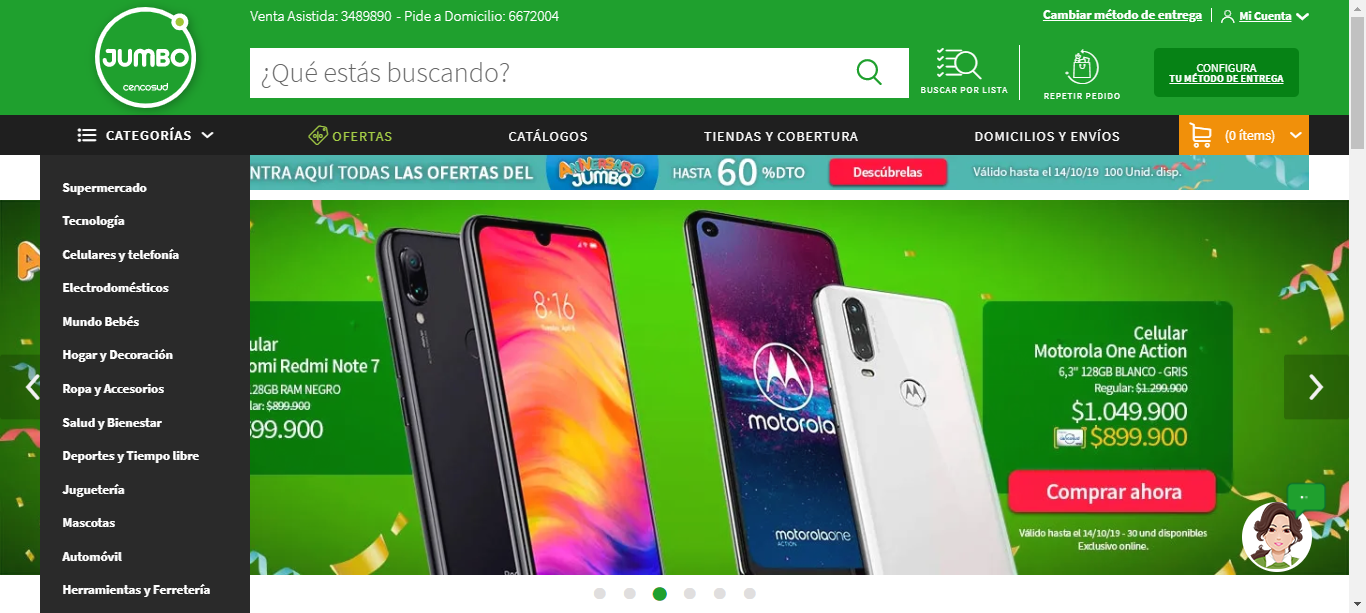 Venta Asistida: 3489890 - Pide a Domicilio: 6672004
Cambiar método de entrega
Mi Cuenta
JUMBO
cencosud
¿Qué estás buscando?
BUSCAR POR LISTA
REPETIR PEDIDO
CONFIGURA
TU MÉTODO DE ENTREGA
CATEGORÍAS
OFERTAS
CATÁLOGOS
TIENDAS Y COBERTURA
DOMICILIOS Y ENVÍOS
(0 ítems)
NTRA AQUÍ TODAS LAS OFERTAS DEL
ANIVERSARIO
JUMBO
HASTA 60 %DTO
Descúbrelas
Válido hasta el 14/10/19 100 Unid. disp.
Supermercado
Tecnología
Celulares y telefonía
Electrodomésticos
Mundo Bebés
Hogar y Decoración
Ropa y Accesorios
Salud y Bienestar
Deportes y Tiempo libre
Juguetería
Mascotas
Automóvil
Herramientas y Ferretería
ular
omi Redmi Note 7
128GB RAM NEGRO
lar: $899.900
99.900
8:16
motorola
motorola one
ACTION
Celular
Motorola One Action
6,3" 128GB BLANCO - GRIS
Regular: $1.299.900
$1.049.900
cencosud
$899.900
Comprar ahora
Válido hasta el 14/10/19 - 30 und disponibles
Exclusivo online.